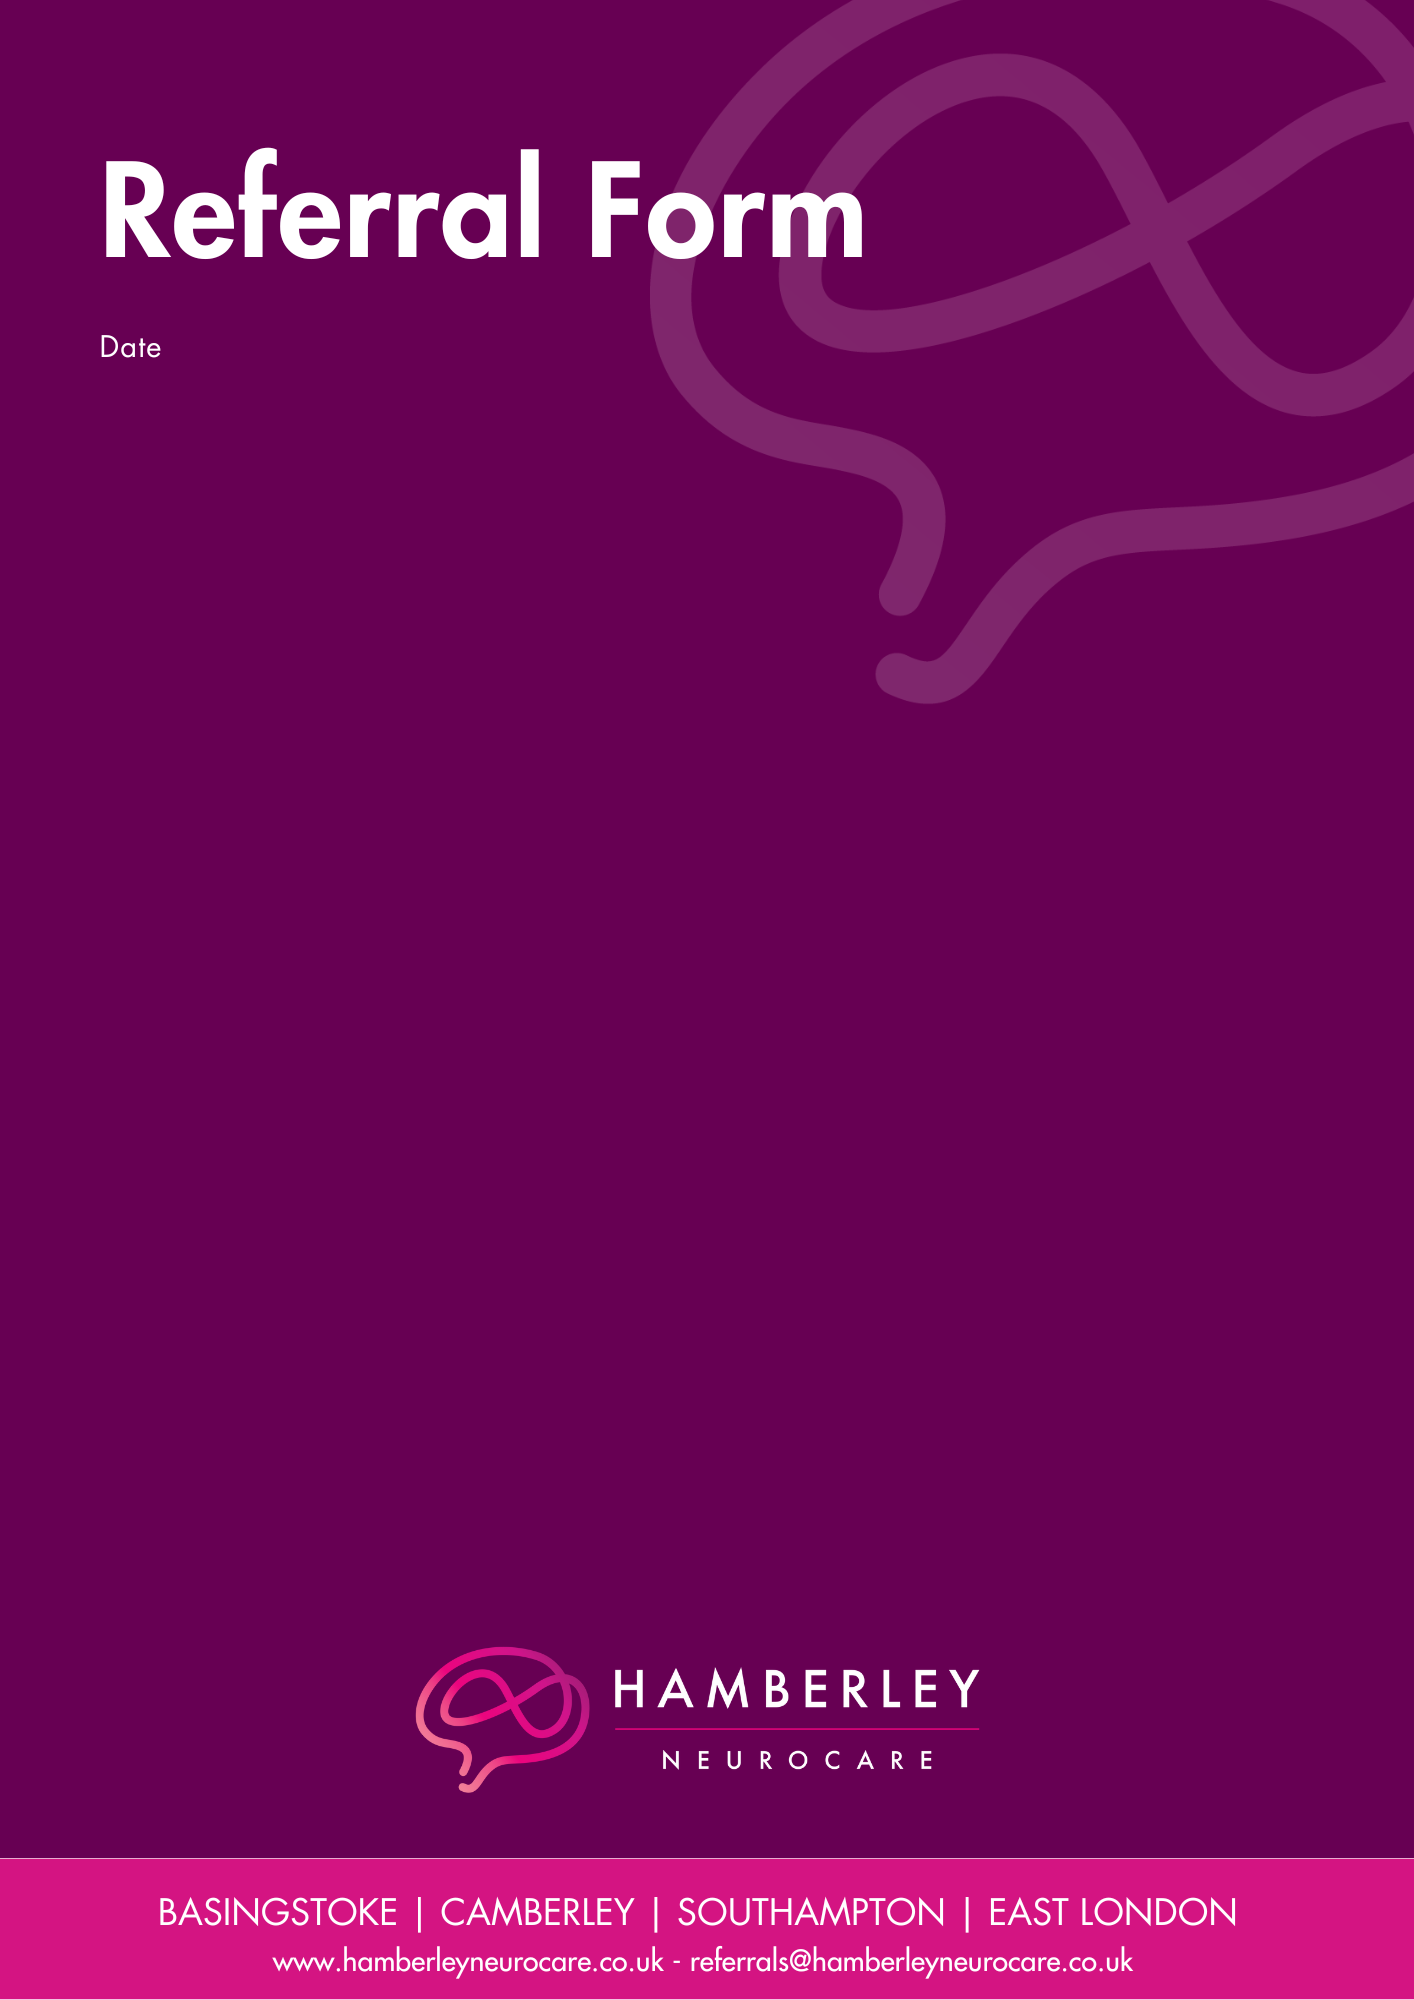 Referral Form
Date
HAMBERLEY
NEUROCARE
BASINGSTOKE | CAMBERLEY | SOUTHAMPTON | EAST LONDON
www.hamberleyneurocare.co.uk - referrals@hamberleyneurocare.co.uk